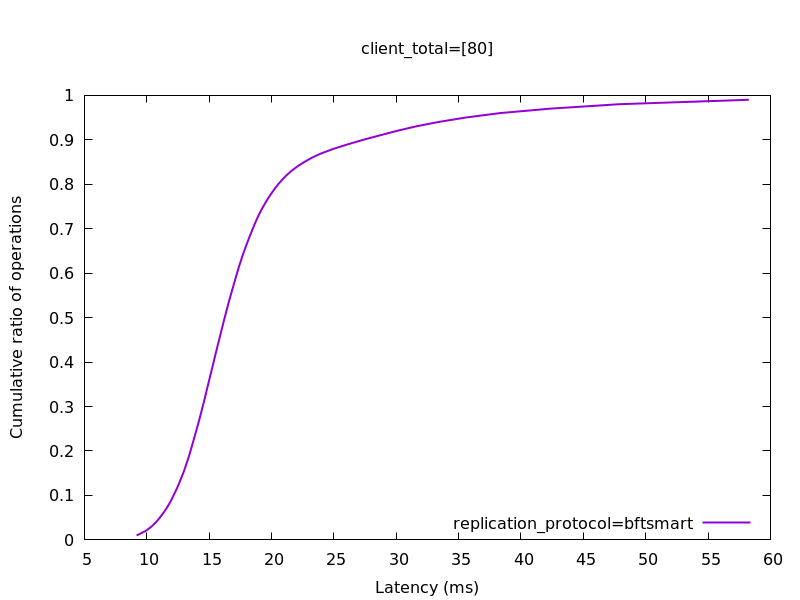 client_total=[80]
1
0.9
0.8
0.7
0.6
0.5
0.4
0.3
0.2
0.1
0
Cumulative ratio of operations
replication_protocol=bftsmart
5 10 15 20 25 30 35 40 45 50 55 60
Latency (ms)